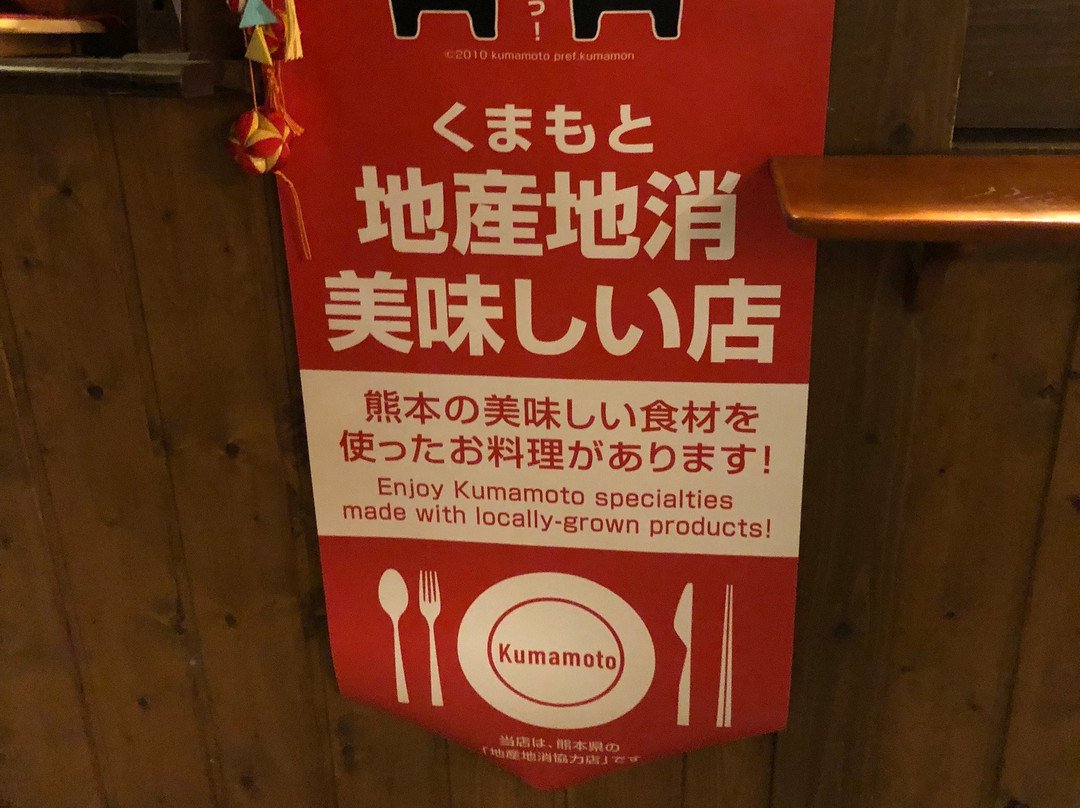 っ!
©2010 kumamoto pref.kumamon
くまもと
地産地消
美味しい店
熊本の美味しい食材を
使ったお料理があります!
Enjoy Kumamoto specialties
made with locally-grown products!
Kumamoto
当店は、熊本県の
「地産地消協力店」です